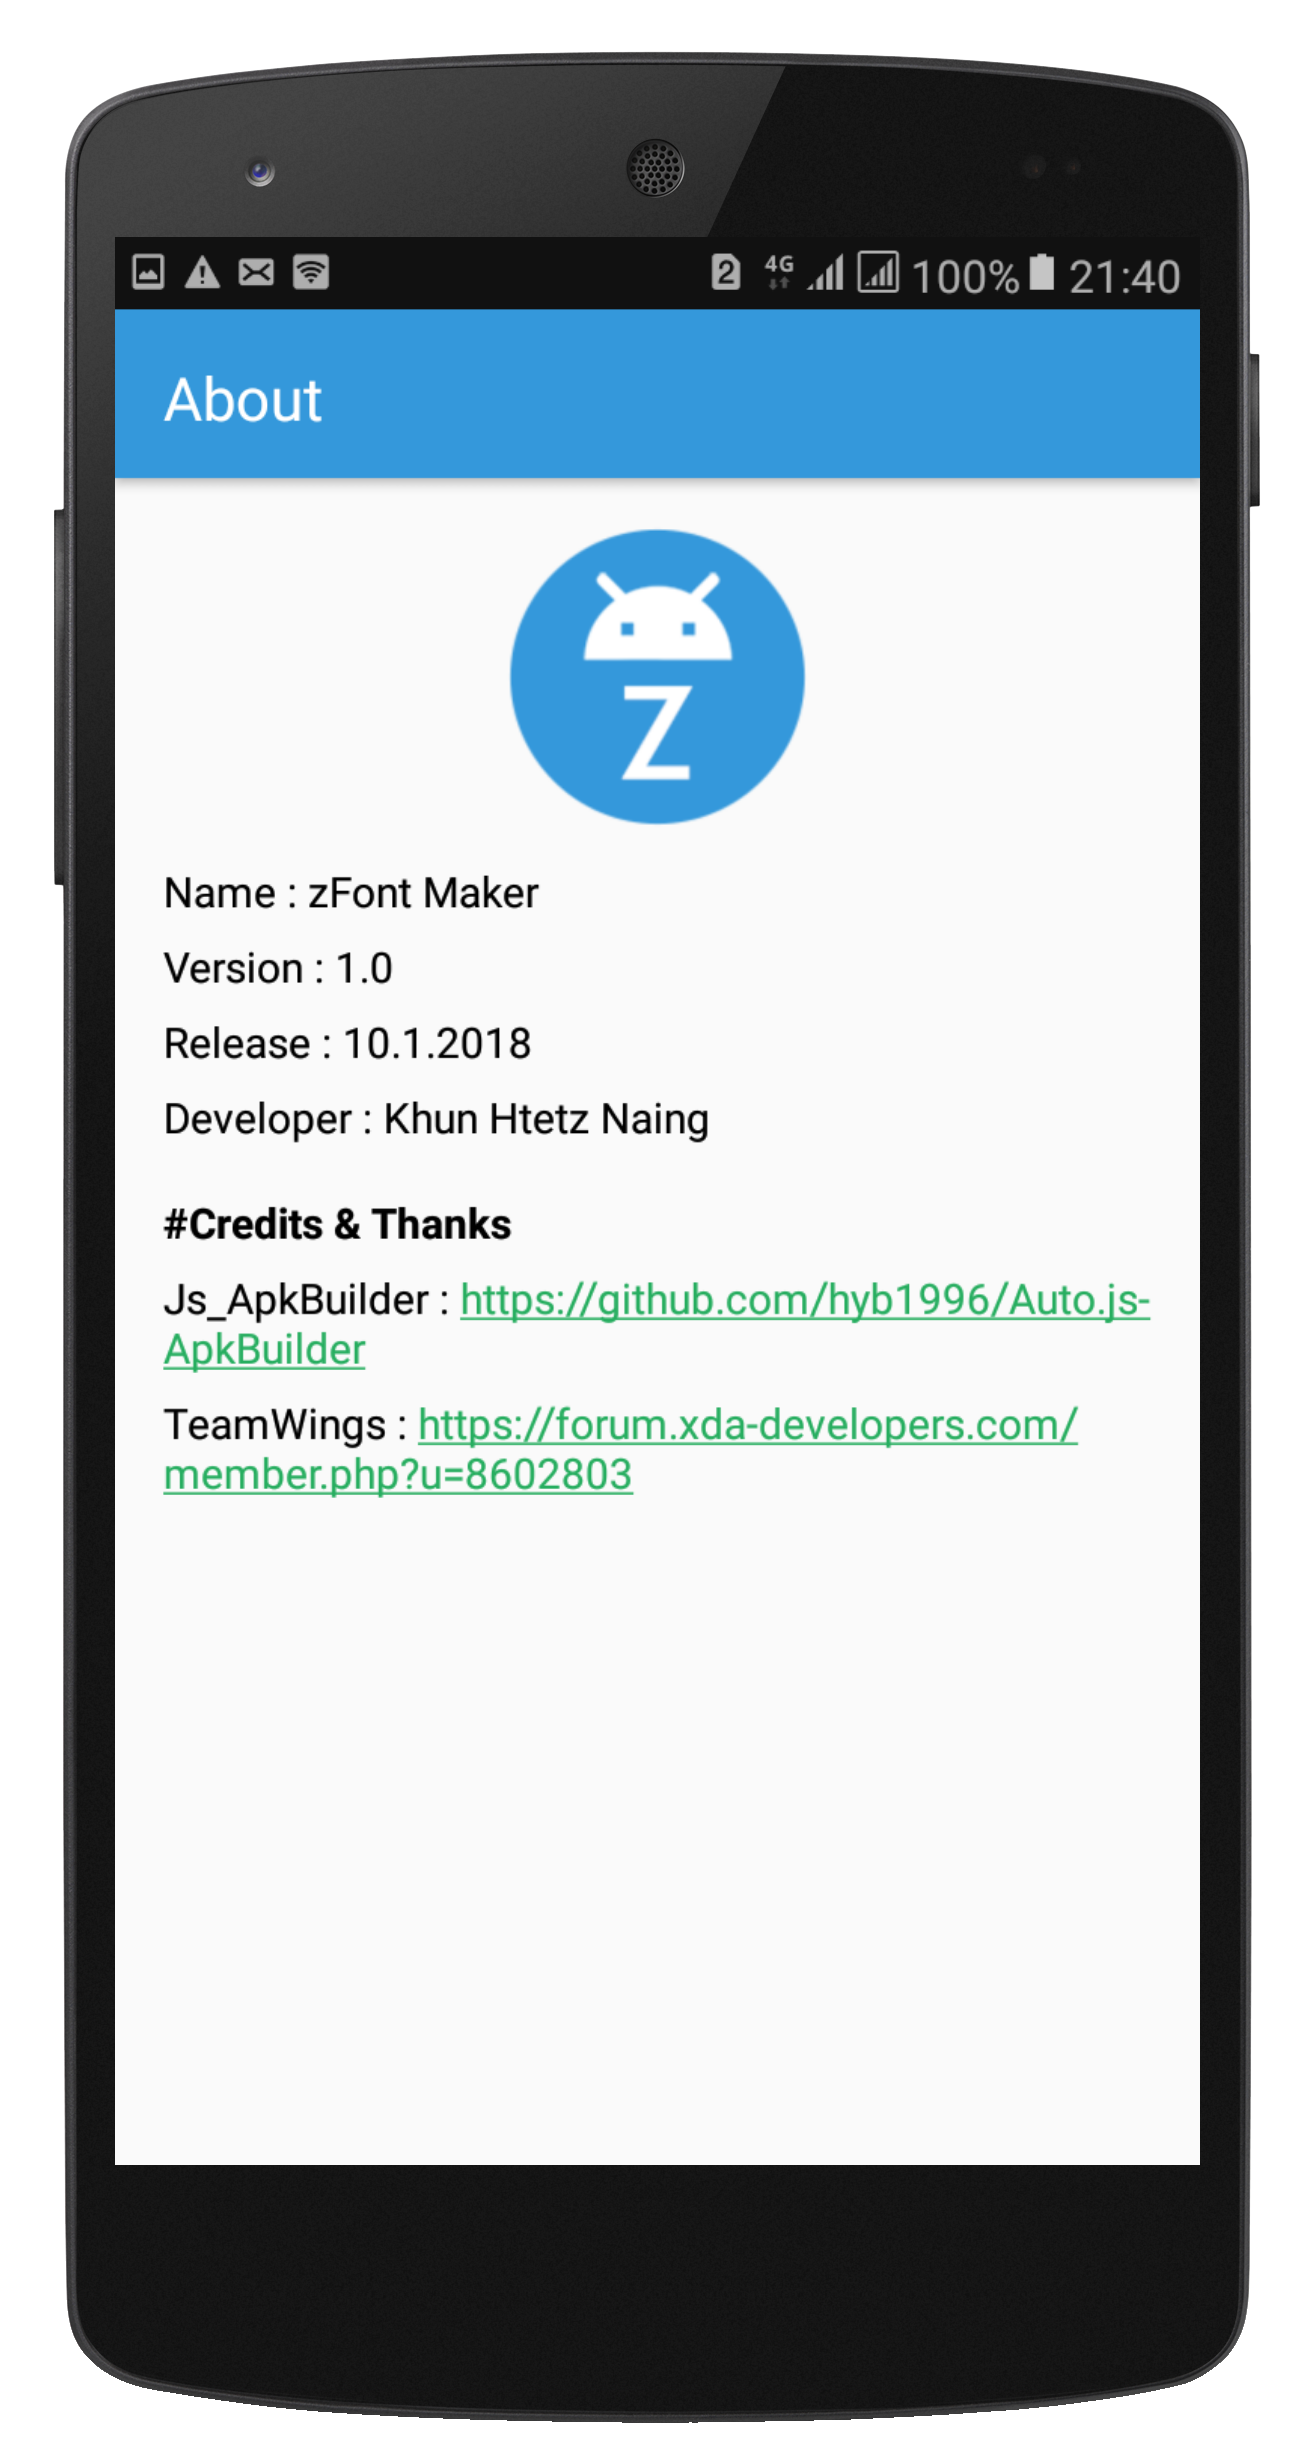 2 4G 100% 21:40
About
Z
Name : zFont Maker
Version : 1.0
Release : 10.1.2018
Developer : Khun Htetz Naing
#Credits & Thanks
Js_ApkBuilder : https://github.com/hyb1996/Auto.js-
ApkBuilder
TeamWings : https://forum.xda-developers.com/
member.php?u=8602803